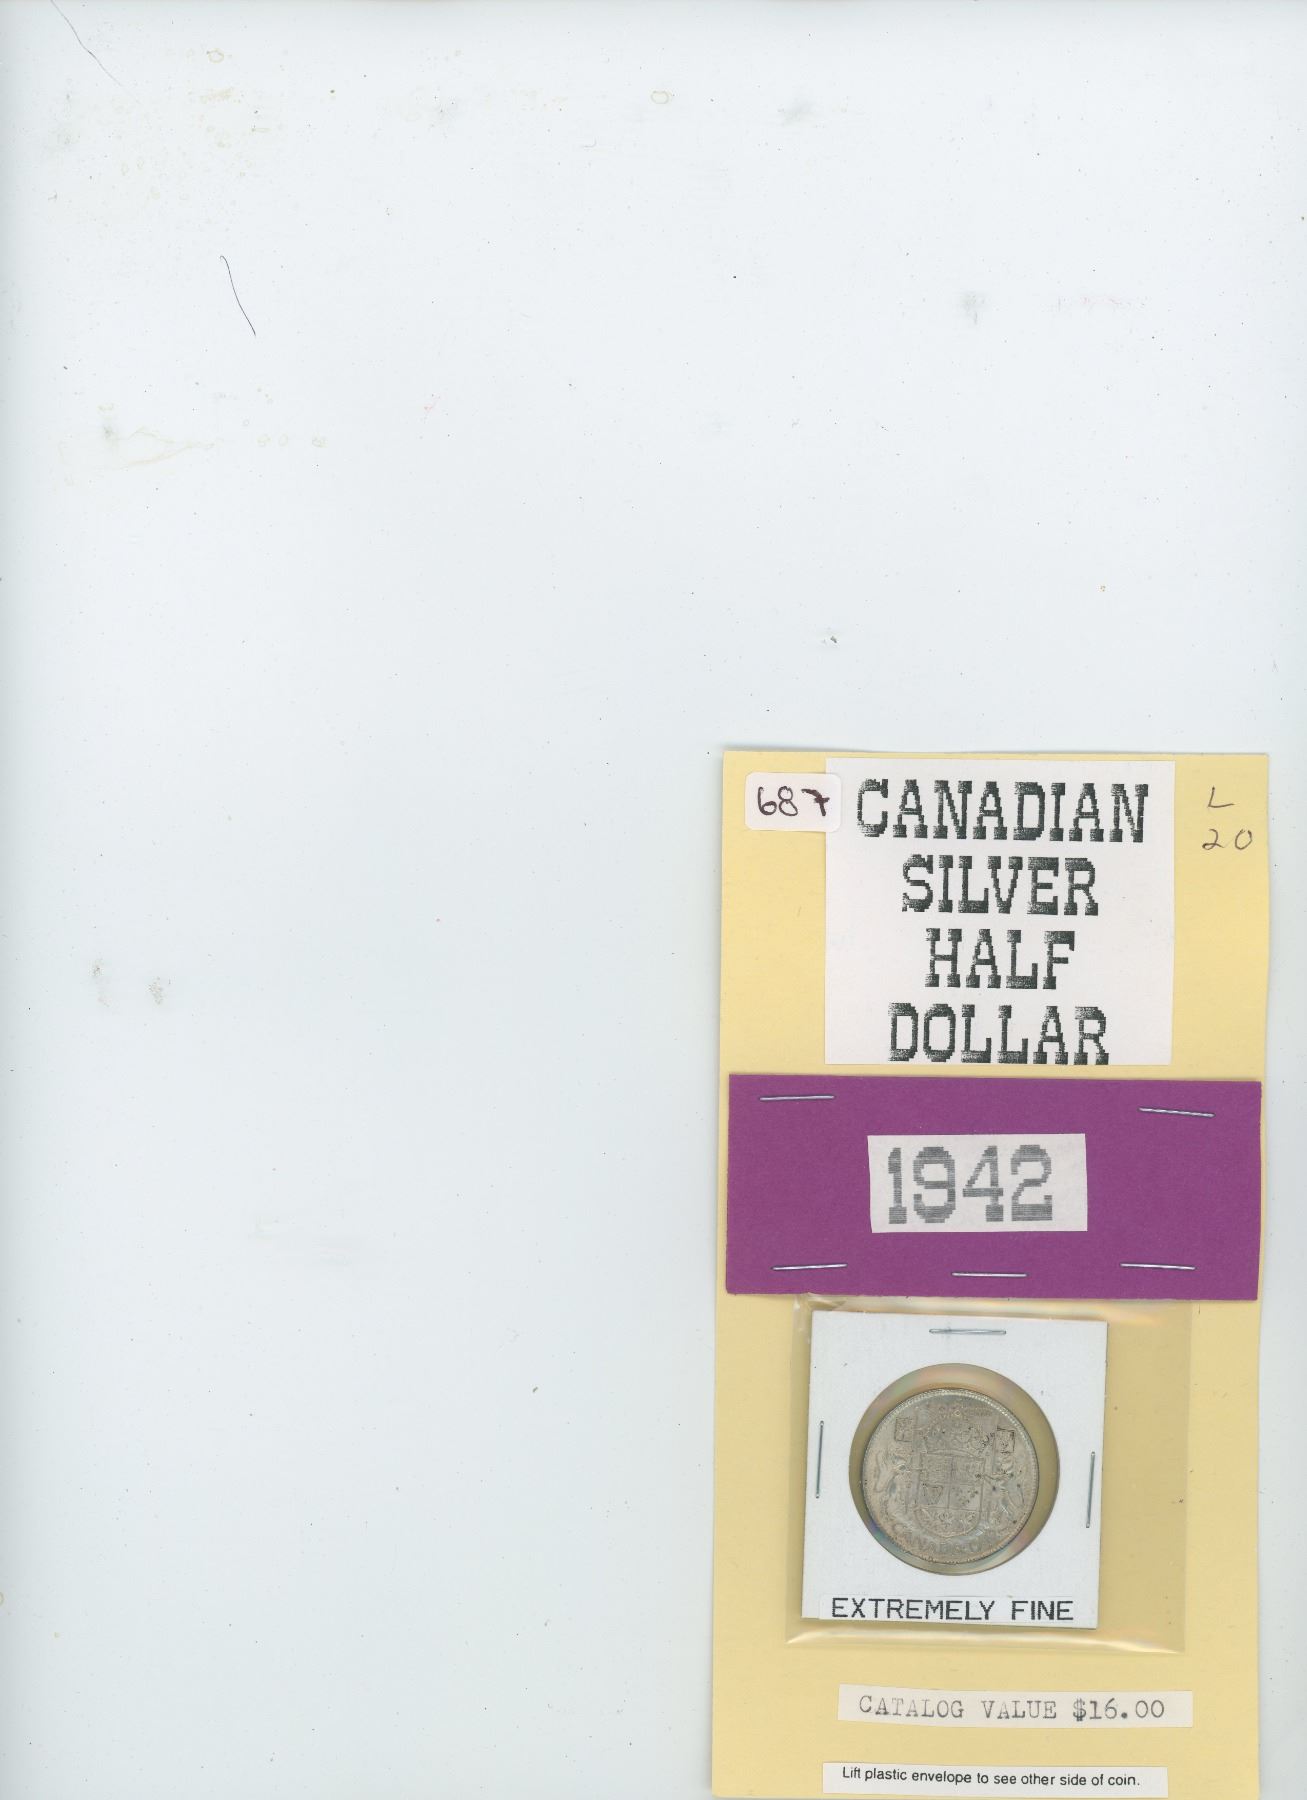 687
CANADIAN
SILVER
HALF
DOLLAR
L
20
1942
CANADA
EXTREMELY FINE
CATALOG VALUE $16.00
Lift plastic envelope to see other side of coin.